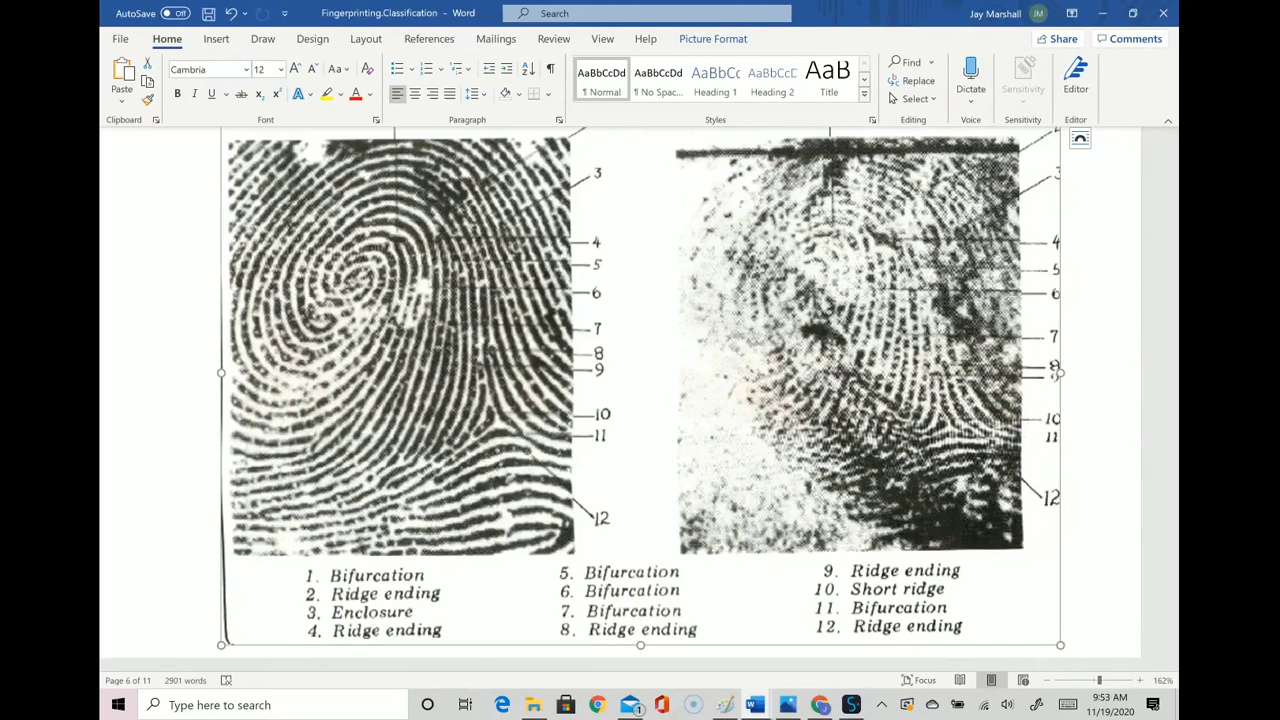 AutoSave Off Fingerprinting.Classification - Word Search Jay Marshall JM
File Home Insert Draw Design Layout References Mailings Review View Help Picture Format Share Comments
Paste Cambria 12 Aa AaBbCcDd AaBbCcDd AaBbCc AaBbCcD AaB Find Replace Select Dictate Sensitivity Editor
¶ Normal ¶ No Spac... Heading 1 Heading 2 Title
Clipboard Font Paragraph Styles Editing Voice Sensitivity Editor
3
4
5
6
7
8
9
10
11
12
3
4
5
6
7
8
9
10
11
12
1. Bifurcation
2. Ridge ending
3. Enclosure
4. Ridge ending
5. Bifurcation
6. Bifurcation
7. Bifurcation
8. Ridge ending
9. Ridge ending
10. Short ridge
11. Bifurcation
12. Ridge ending
Page 6 of 11 2901 words Focus 162%
Type here to search 9:53 AM
11/19/2020